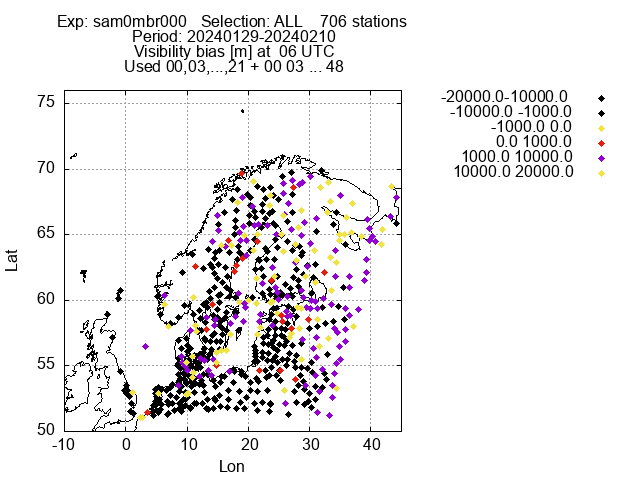 Exp: sam0mbr000 Selection: ALL 706 stations
Period: 20240129-20240210
Visibility bias [m] at 06 UTC
Used 00,03,...,21 + 00 03 ... 48
-20000.0-10000.0
-10000.0 -1000.0
-1000.0 0.0
0.0 1000.0
1000.0 10000.0
10000.0 20000.0
75
70
65
60
55
50
Lat
-10 0 10 20 30 40
Lon